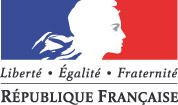 Liberté • Égalité • Fraternité
RÉPUBLIQUE FRANÇAISE